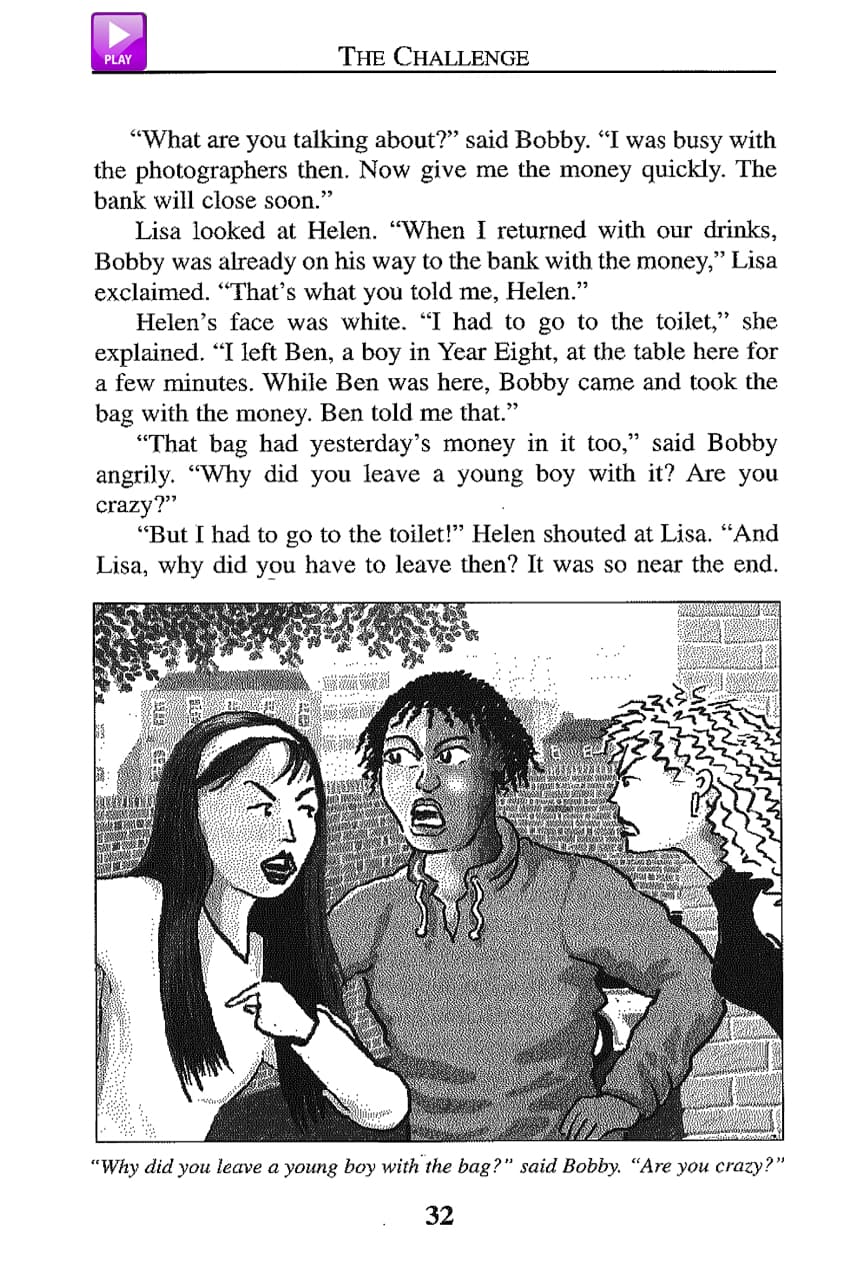 PLAY
THE CHALLENGE
“What are you talking about?” said Bobby. “I was busy with
the photographers then. Now give me the money quickly. The
bank will close soon.”
Lisa looked at Helen. “When I returned with our drinks,
Bobby was already on his way to the bank with the money,” Lisa
exclaimed. “That’s what you told me, Helen.”
Helen’s face was white. “I had to go to the toilet,” she
explained. “I left Ben, a boy in Year Eight, at the table here for
a few minutes. While Ben was here, Bobby came and took the
bag with the money. Ben told me that.”
“That bag had yesterday’s money in it too,” said Bobby
angrily. “Why did you leave a young boy with it? Are you
crazy?”
“But I had to go to the toilet!” Helen shouted at Lisa. “And
Lisa, why did you have to leave then? It was so near the end.
“Why did you leave a young boy with the bag?” said Bobby. “Are you crazy?”
32